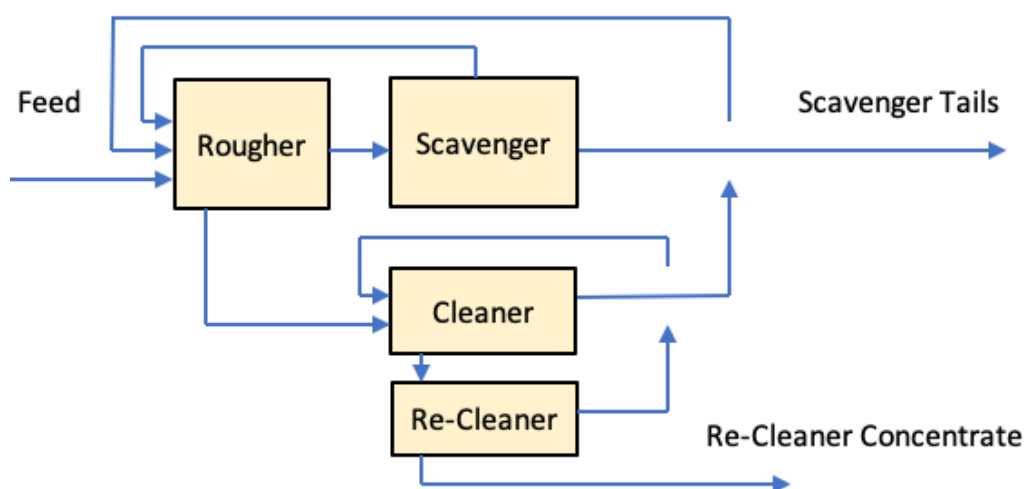 Feed
Scavenger Tails
Rougher
Scavenger
Cleaner
Re-Cleaner
Re-Cleaner Concentrate